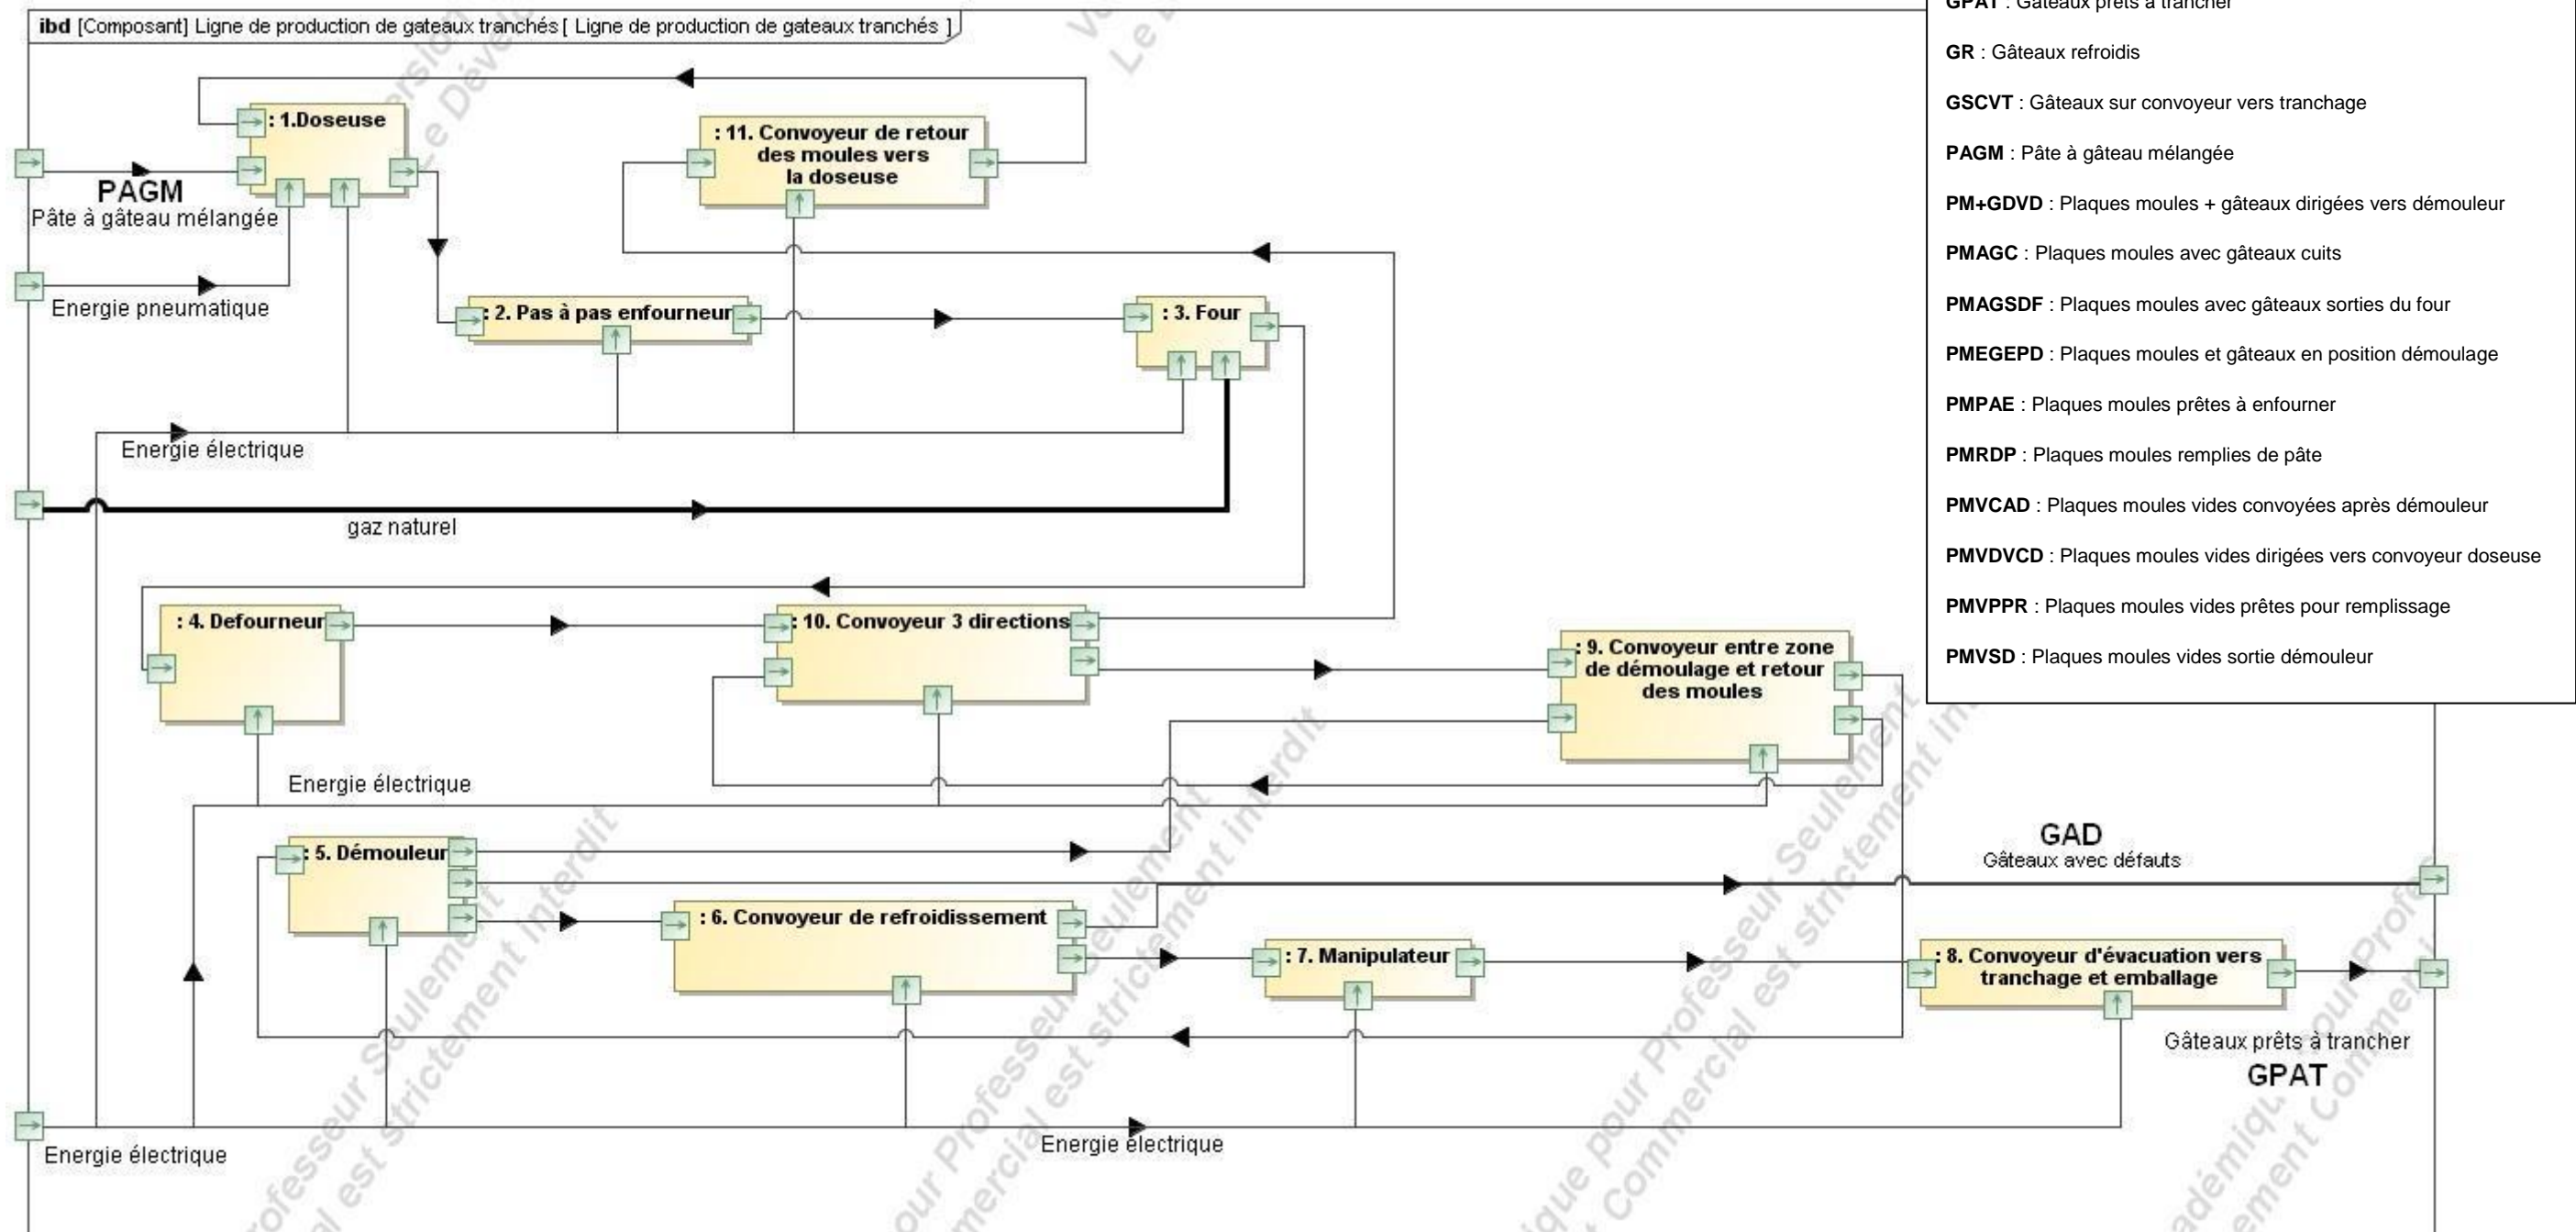 ibd [Composant] Ligne de production de gateaux tranchés [ Ligne de production de gateaux tranchés ]
: 1.Doseuse
: 11. Convoyeur de retour
des moules vers
la doseuse
PAGM
Pâte à gâteau mélangée
Energie pneumatique
: 2. Pas à pas enfourneur
: 3. Four
Energie électrique
gaz naturel
: 4. Defourneur
: 10. Convoyeur 3 directions
: 9. Convoyeur entre zone
de démoulage et retour
des moules
Energie électrique
: 5. Démouleur
GAD
Gâteaux avec défauts
: 6. Convoyeur de refroidissement
: 7. Manipulateur
: 8. Convoyeur d'évacuation vers
tranchage et emballage
Gâteaux prêts à trancher
GPAT
Energie électrique
Energie électrique
GPAT : Gâteaux prêts à trancher
GR : Gâteaux refroidis
GSCVT : Gâteaux sur convoyeur vers tranchage
PAGM : Pâte à gâteau mélangée
PM+GDVD : Plaques moules + gâteaux dirigées vers démouleur
PMAGC : Plaques moules avec gâteaux cuits
PMAGSDF : Plaques moules avec gâteaux sorties du four
PMEGEPD : Plaques moules et gâteaux en position démoulage
PMPAE : Plaques moules prêtes à enfourner
PMRDP : Plaques moules remplies de pâte
PMVCAD : Plaques moules vides convoyées après démouleur
PMVDVCD : Plaques moules vides dirigées vers convoyeur doseuse
PMVPPR : Plaques moules vides prêtes pour remplissage
PMVSD : Plaques moules vides sortie démouleur